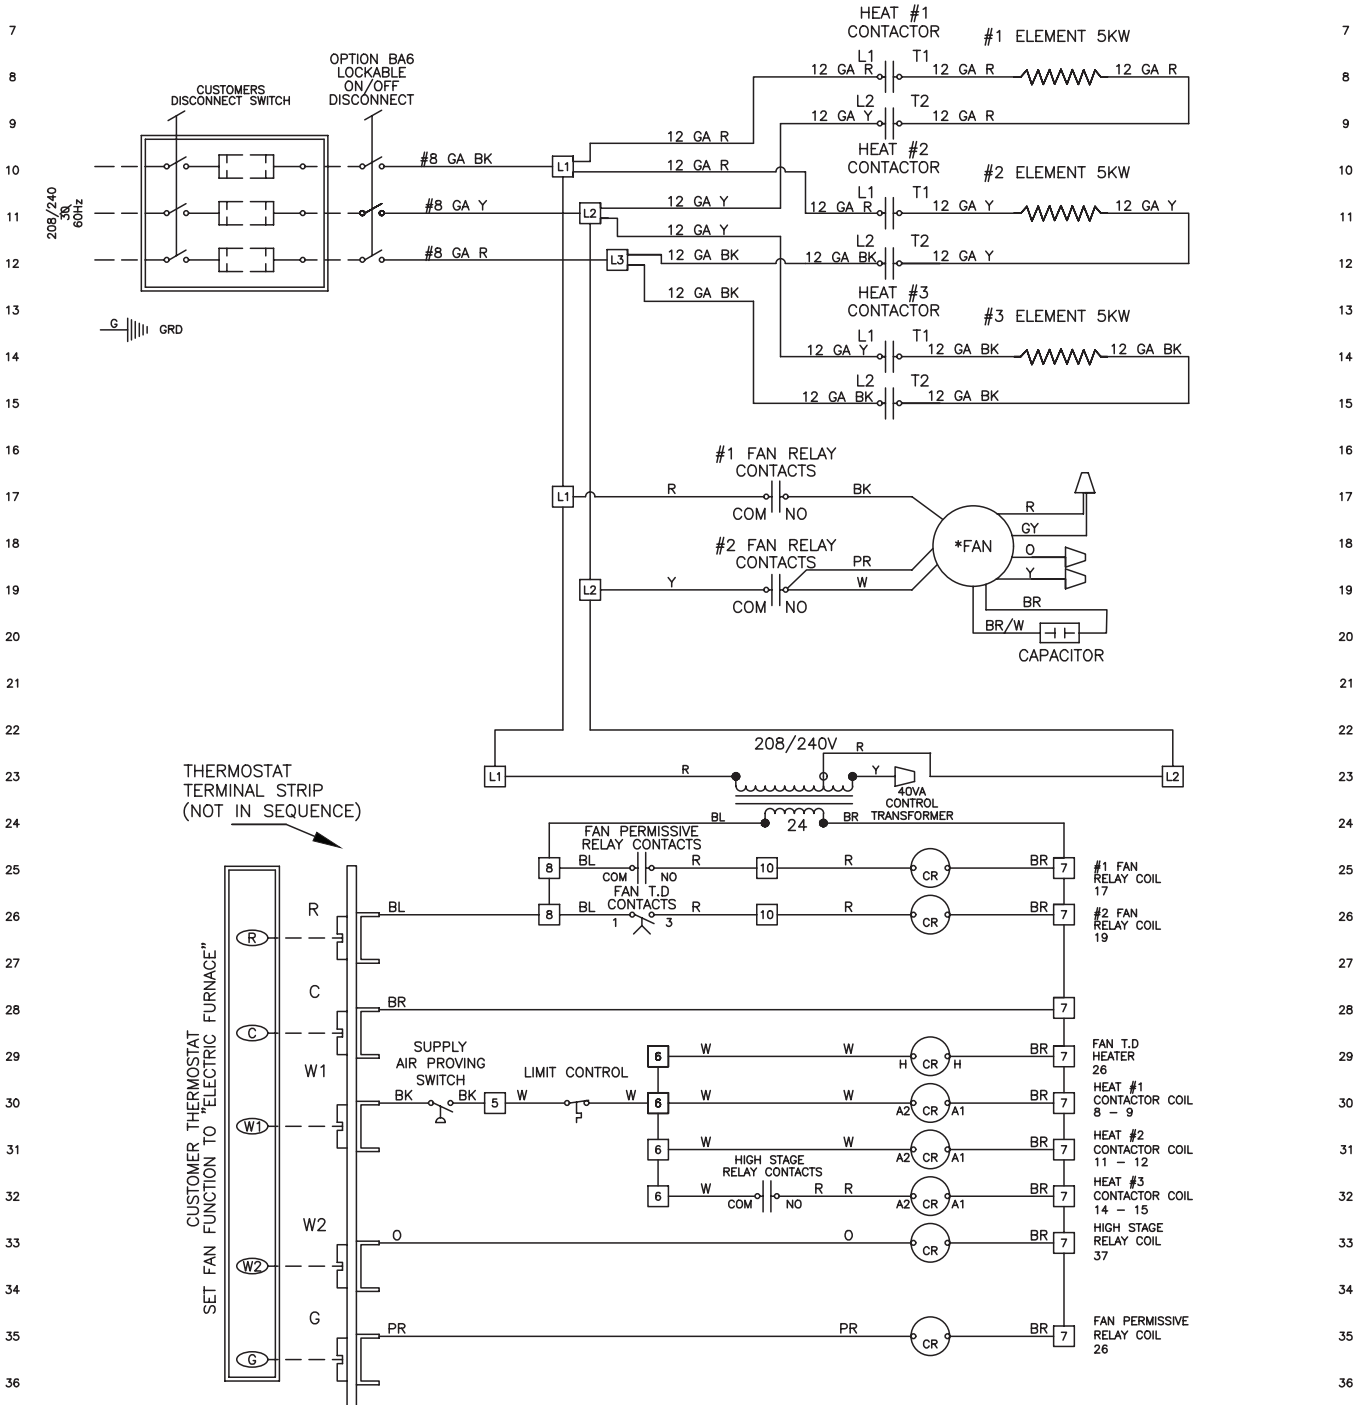 HEAT #1
CONTACTOR
7 #1 ELEMENT 5KW 7
OPTION BA6
LOCKABLE
ON/OFF
DISCONNECT
L1 T1
8 12 GA R 12 GA R 12 GA R 8
CUSTOMERS
DISCONNECT SWITCH
L2 T2
9 12 GA Y 12 GA R 9
12 GA R
HEAT #2
CONTACTOR
10 #8 GA BK L1 12 GA R #2 ELEMENT 5KW 10
L1 T1
208/240
3Ø
60Hz
11 #8 GA Y L2 12 GA Y 12 GA R 12 GA Y 12 GA Y 11
12 GA Y
L2 T2
12 #8 GA R L3 12 GA BK 12 GA BK 12 GA Y 12
12 GA BK
HEAT #3
CONTACTOR
13 #3 ELEMENT 5KW 13
G GRD
L1 T1
14 12 GA Y 12 GA BK 12 GA BK 14
L2 T2
15 12 GA BK 12 GA BK 15
16 #1 FAN RELAY 16
CONTACTS
17 L1 R BK 17
COM NO R
GY
18 #2 FAN RELAY *FAN O 18
CONTACTS
PR Y
19 L2 Y W 19
COM NO BR
20 BR/W 20
CAPACITOR
21 21
22 22
208/240V R
23 L1 R Y L2 23
THERMOSTAT
TERMINAL STRIP
(NOT IN SEQUENCE)
40VA
CONTROL
TRANSFORMER
24 BL 24 BR 24
FAN PERMISSIVE
RELAY CONTACTS
25 8 BL R 10 R CR BR 7 25
COM NO
#1 FAN
RELAY COIL
17
FAN T.D
CONTACTS
26 R BL 8 BL R 10 R CR BR 7 26
1 3
#2 FAN
RELAY COIL
19
R
27 27
C
28 BR 7 28
C
29 6 W W H CR H BR 7 29
FAN T.D
HEATER
26
W1
SUPPLY
AIR PROVING
SWITCH
LIMIT CONTROL
30 BK BK 5 W W 6 W W A2 CR A1 BR 7 30
HEAT #1
CONTACTOR COIL
8 - 9
W1
31 6 W W A2 CR A1 BR 7 31
HEAT #2
CONTACTOR COIL
11 - 12
HIGH STAGE
RELAY CONTACTS
32 6 W R R A2 CR A1 BR 7 32
COM NO
HEAT #3
CONTACTOR COIL
14 - 15
W2
33 O O CR BR 7 33
HIGH STAGE
RELAY COIL
37
W2
34 34
G
35 PR PR CR BR 7 35
FAN PERMISSIVE
RELAY COIL
26
G
36 36
CUSTOMER THERMOSTAT
SET FAN FUNCTION TO "ELECTRIC FURNACE"